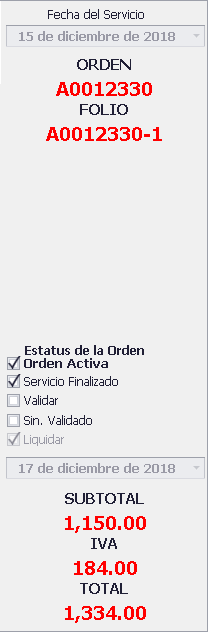 Fecha del Servicio
15 de diciembre de 2018
ORDEN
A0012330
FOLIO
A0012330-1
Estatus de la Orden
Orden Activa
Servicio Finalizado
Validar
Sin. Validado
Liquidar
17 de diciembre de 2018
SUBTOTAL
1,150.00
IVA
184.00
TOTAL
1,334.00